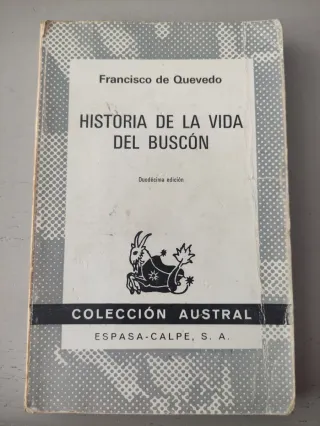 Francisco de Quevedo
HISTORIA DE LA VIDA
DEL BUSCÓN
Duodécima edición
COLECCIÓN AUSTRAL
ESPASA-CALPE, S. A.